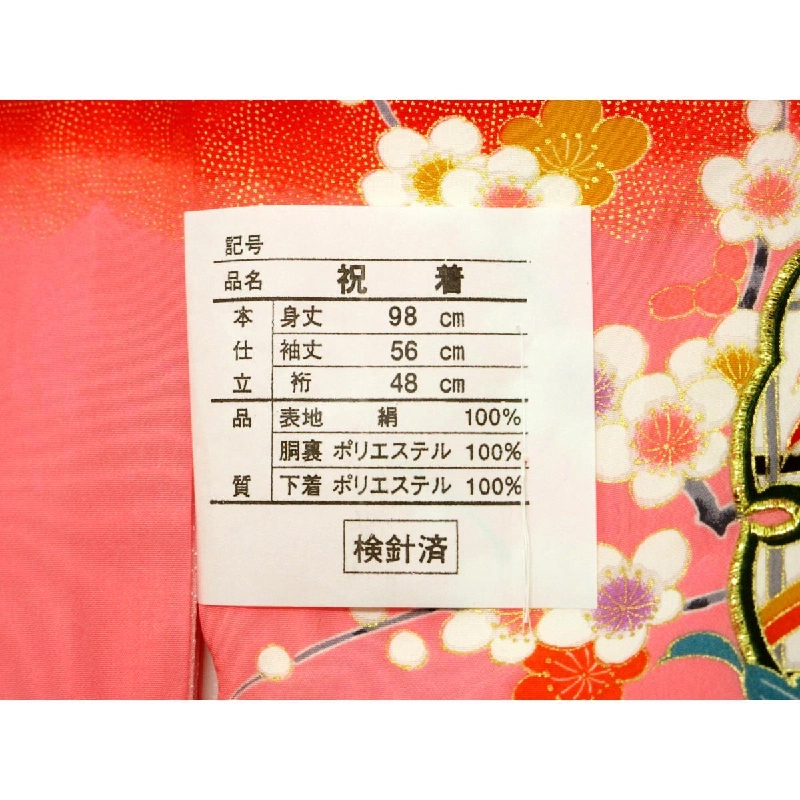 記号
品名 祝 着
本 身丈 98 cm
仕 袖丈 56 cm
立 裄 48 cm
品 表地 絹 100%
胴裏 ポリエステル 100%
質 下着 ポリエステル 100%
検針済